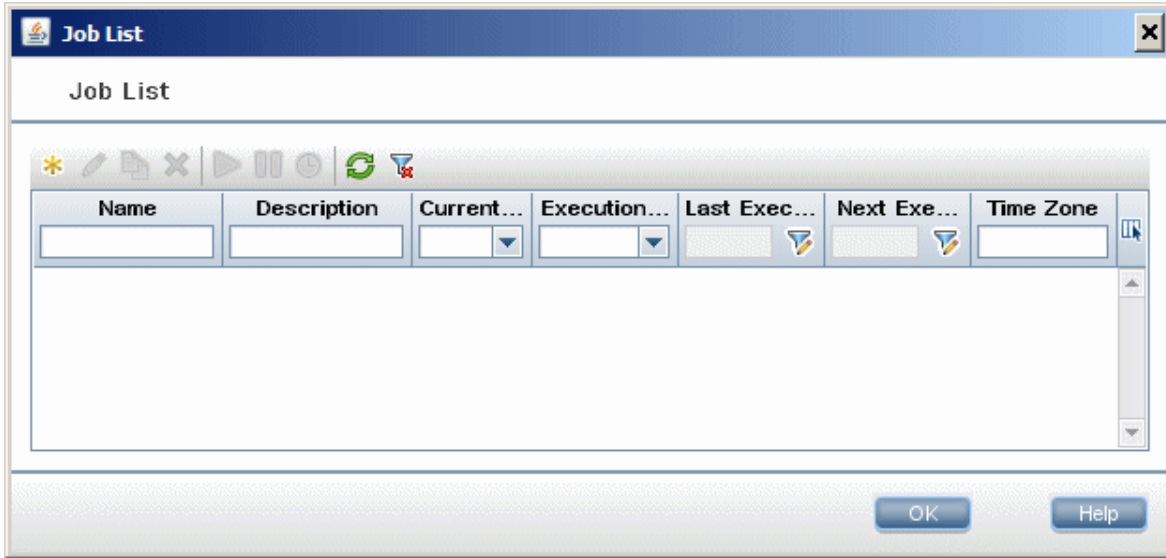 Job List
Job List
Name Description Current... Execution... Last Exec... Next Exe... Time Zone
OK Help